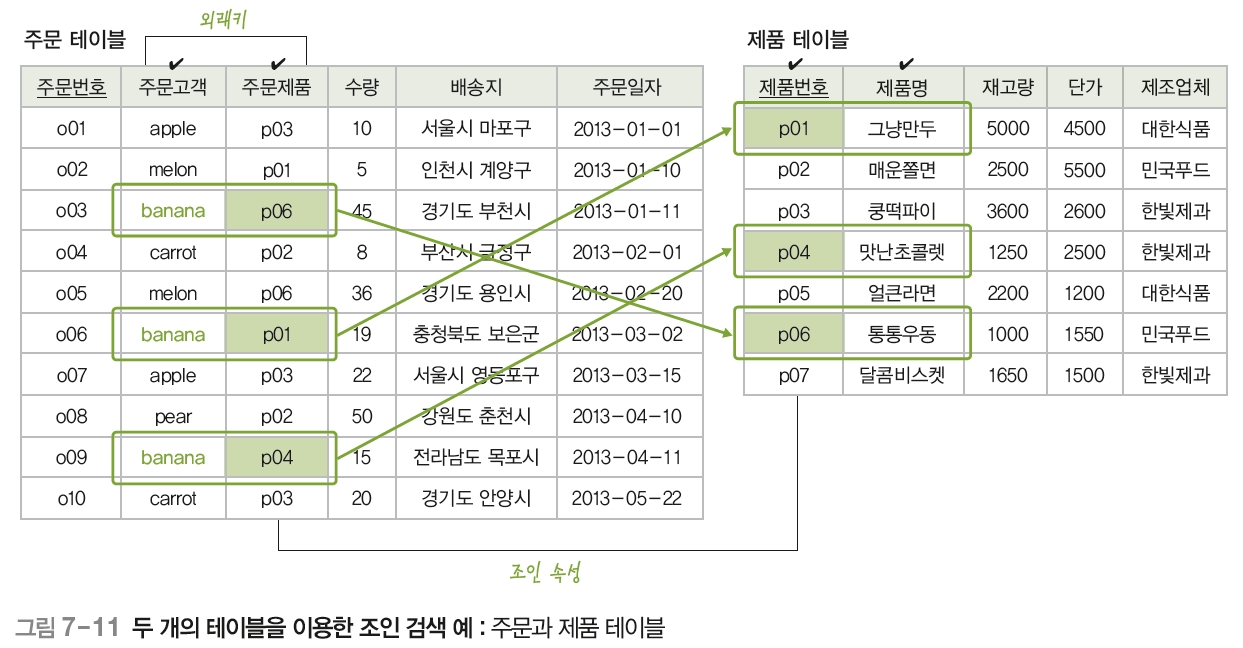 외래키
주문 테이블
주문번호 주문고객 주문제품 수량 배송지 주문일자
o01 apple p03 10 서울시 마포구 2013-01-01
o02 melon p01 5 인천시 계양구 2013-01-10
o03 banana p06 45 경기도 부천시 2013-01-11
o04 carrot p02 8 부산시 금정구 2013-02-01
o05 melon p06 36 경기도 용인시 2013-02-20
o06 banana p01 19 충청북도 보은군 2013-03-02
o07 apple p03 22 서울시 영등포구 2013-03-15
o08 pear p02 50 강원도 춘천시 2013-04-10
o09 banana p04 15 전라남도 목포시 2013-04-11
o10 carrot p03 20 경기도 안양시 2013-05-22
제품 테이블
제품번호 제품명 재고량 단가 제조업체
p01 그냥만두 5000 4500 대한식품
p02 매운쫄면 2500 5500 민국푸드
p03 쿵떡파이 3600 2600 한빛제과
p04 맛난초콜렛 1250 2500 한빛제과
p05 얼큰라면 2200 1200 대한식품
p06 통통우동 1000 1550 민국푸드
p07 달콤비스켓 1650 1500 한빛제과
조인 속성
그림 7-11 두 개의 테이블을 이용한 조인 검색 예 : 주문과 제품 테이블